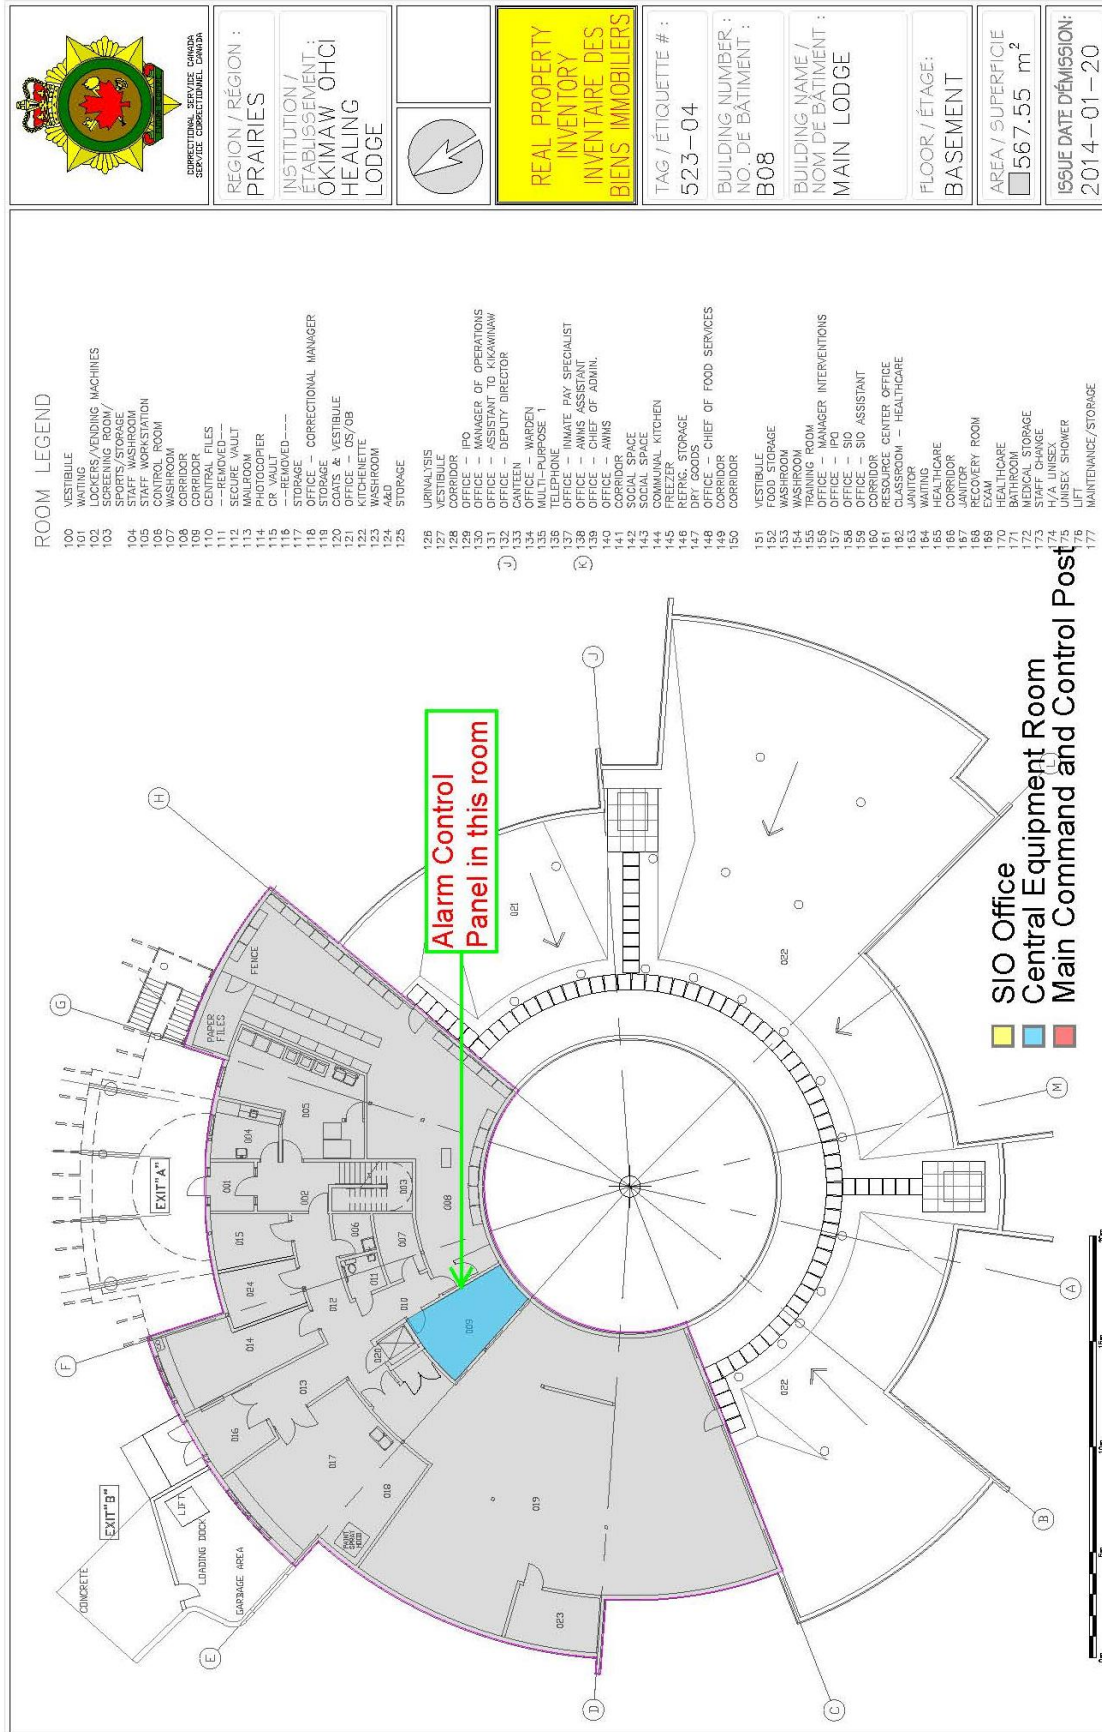 CORRECTIONAL SERVICE CANADA
SERVICE CORRECTIONNEL CANADA
REGION / RÉGION :
PRAIRIES
INSTITUTION /
ÉTABLISSEMENT :
OKIMAW OHCI
HEALING
LODGE
REAL PROPERTY
INVENTORY
INVENTAIRE DES
BIENS IMMOBILIERS
TAG / ÉTIQUETTE # :
523-04
BUILDING NUMBER :
NO. DE BÂTIMENT :
B08
BUILDING NAME /
NOM DE BÂTIMENT :
MAIN LODGE
FLOOR / ÉTAGE:
BASEMENT
AREA / SUPERFICIE
567.55 m²
ISSUE DATE D'ÉMISSION:
2014-01-20
ROOM LEGEND
100 VESTIBULE
101 WAITING
102 LOCKERS/VENDING MACHINES
103 SCREENING ROOM/
SPORTS/STORAGE
104 STAFF WASHROOM
105 STAFF WORKSTATION
106 CONTROL ROOM
107 WASHROOM
108 CORRIDOR
109 CORRIDOR
110 CENTRAL FILES
111 ---REMOVED---
112 SECURE VAULT
113 MAILROOM
114 PHOTOCOPIER
115 CR VAULT
116 ---REMOVED---
117 STORAGE
118 OFFICE - CORRECTIONAL MANAGER
119 STORAGE
120 COATS & VESTIBULE
121 OFFICE OS/OB
122 KITCHENETTE
123 WASHROOM
124 A&D
125 STORAGE
126 URINALYSIS
127 VESTIBULE
128 CORRIDOR
129 OFFICE - IPO
130 OFFICE - MANAGER OF OPERATIONS
131 OFFICE - ASSISTANT TO KIKAWINAW
132 OFFICE - DEPUTY DIRECTOR
133 CANTEEN
134 OFFICE - WARDEN
135 MULTI-PURPOSE 1
136 TELEPHONE
137 OFFICE - INMATE PAY SPECIALIST
138 OFFICE - AWMS ASSISTANT
139 OFFICE - CHIEF OF ADMIN.
140 OFFICE - AWMS
141 CORRIDOR
142 SOCIAL SPACE
143 SOCIAL SPACE
144 COMMUNAL KITCHEN
145 FREEZER
146 REFRIG. STORAGE
147 DRY GOODS
148 OFFICE - CHIEF OF FOOD SERVICES
149 CORRIDOR
150 CORRIDOR
151 VESTIBULE
152 FOOD STORAGE
153 WASHROOM
154 WASHROOM
155 TRAINING ROOM
156 OFFICE - MANAGER INTERVENTIONS
157 OFFICE - IPO
158 OFFICE - SIO
159 OFFICE - SIO ASSISTANT
160 CORRIDOR
161 RESOURCE CENTER OFFICE
162 CLASSROOM - HEALTHCARE
163 JANITOR
164 WAITING
165 HEALTHCARE
166 CORRIDOR
167 JANITOR
168 RECOVERY ROOM
169 EXAM
170 HEALTHCARE
171 BATHROOM
172 MEDICAL STORAGE
73 STAFF CHANGE
74 H/A UNISEX
75 UNISEX SHOWER
76 LIFT
177 MAINTENANCE/STORAGE
J
K
Alarm Control
Panel in this room
SIO Office
Central Equipment Room
Main Command and Control Post
H
G
F
E
D
C
B
A
M
J
L
EXIT"A"
EXIT"B"
CONCRETE
LIFT
LOADING DOCK
GARBAGE AREA
FENCE
PAPER
FILES
PAINT
SPRAY
HOOD
001
002
003
004
005
006
007
008
009
010
011
012
013
014
015
016
017
018
019
020
021
022
022
023
024